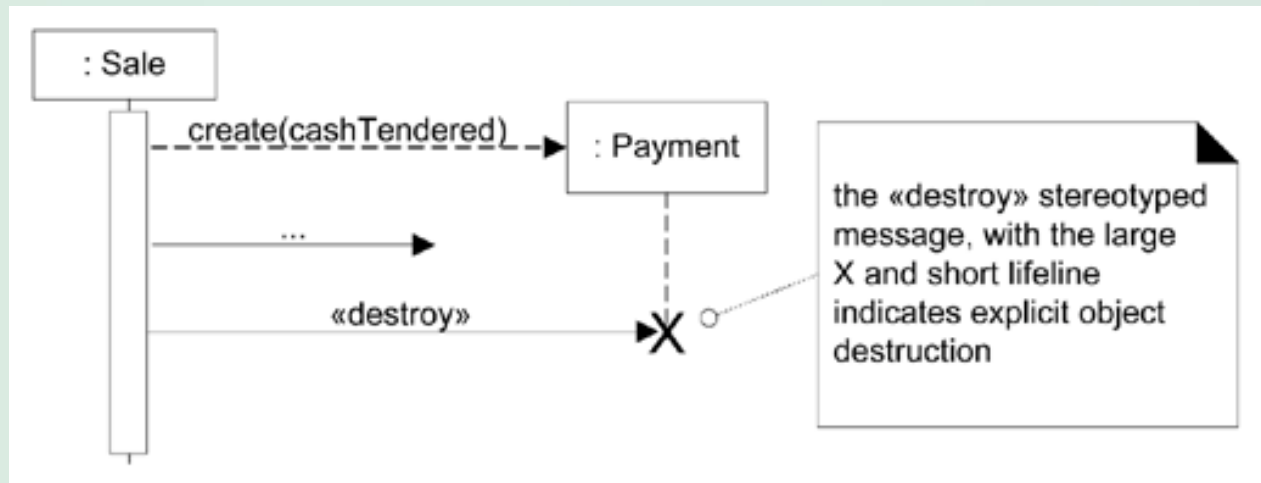 : Sale
create(cashTendered)
: Payment
...
«destroy»
X
the «destroy» stereotyped
message, with the large
X and short lifeline
indicates explicit object
destruction